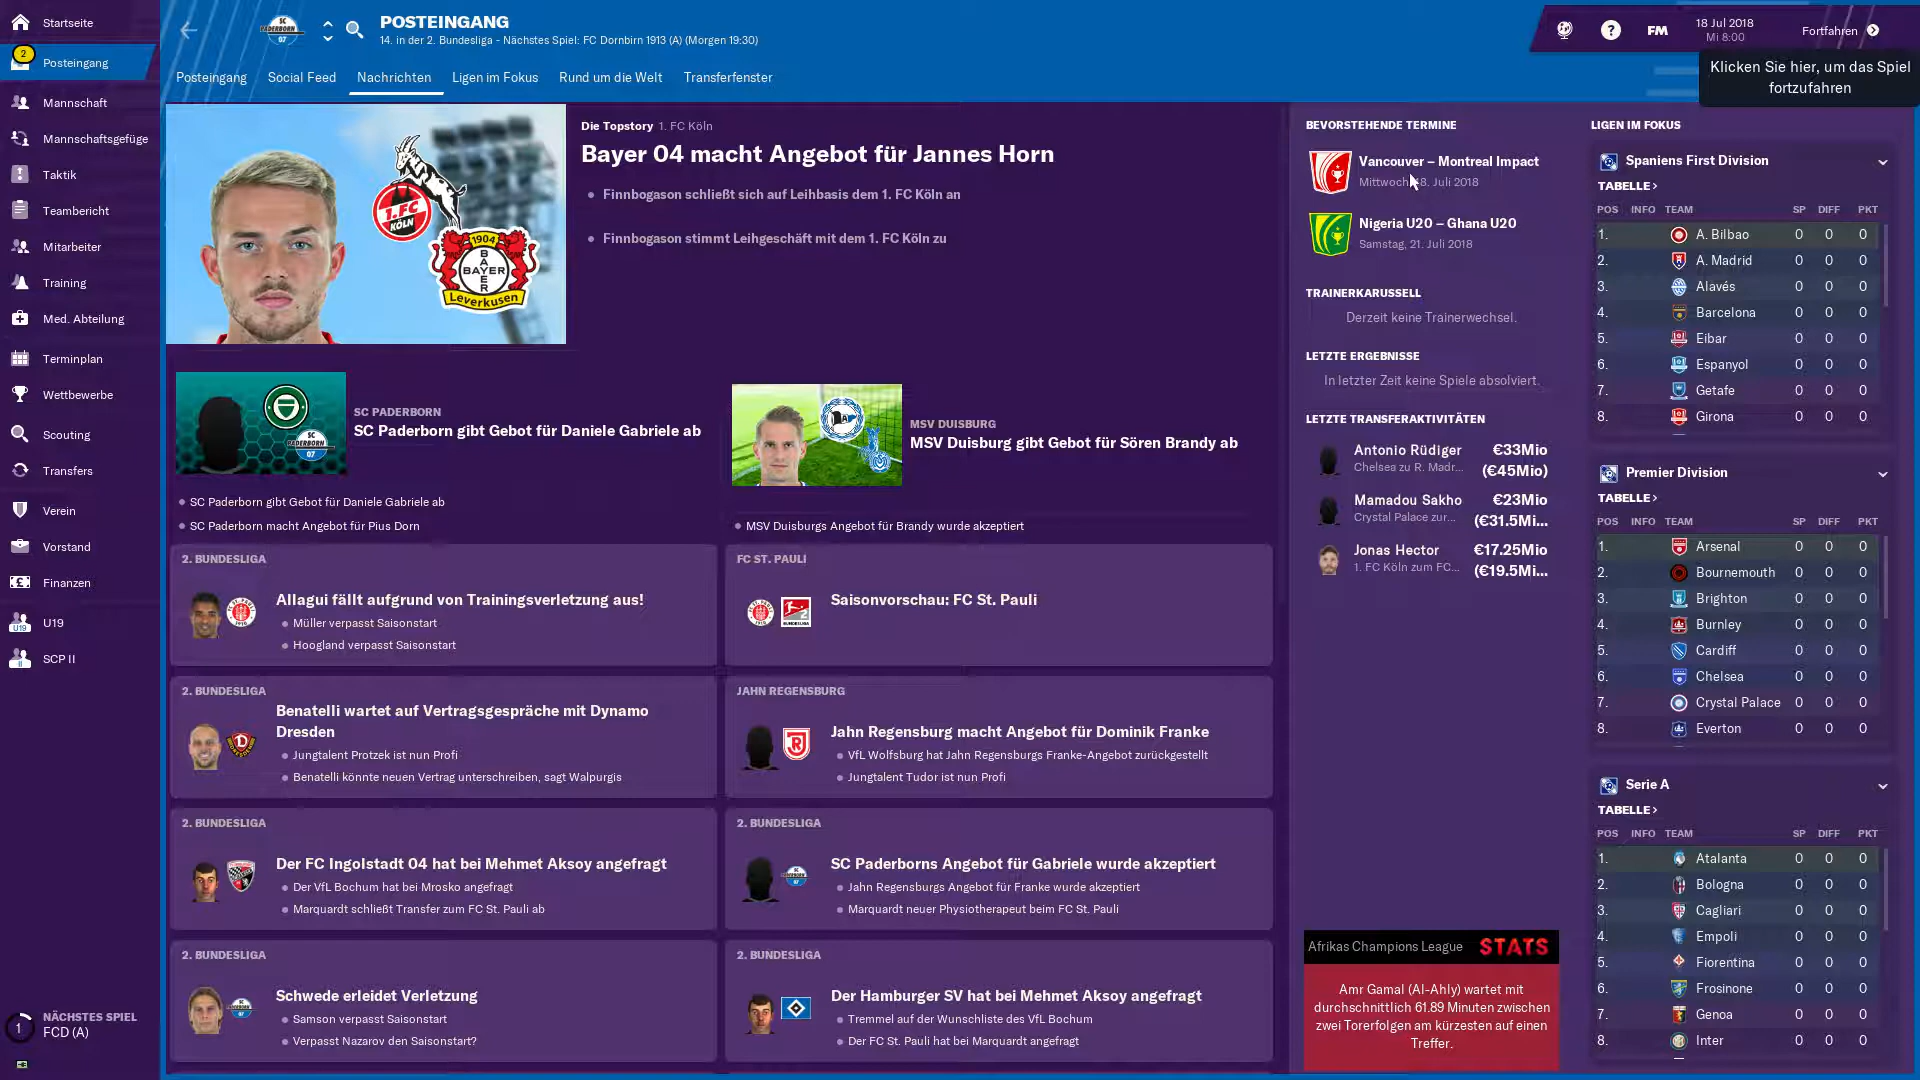 Startseite
2
Posteingang
Mannschaft
Mannschaftsgefüge
Taktik
Teambericht
Mitarbeiter
Training
Med. Abteilung
Terminplan
Wettbewerbe
Scouting
Transfers
Verein
Vorstand
Finanzen
U19
U19
SCP II
1
NÄCHSTES SPIEL
FCD (A)
POSTEINGANG
14. in der 2. Bundesliga - Nächstes Spiel: FC Dornbirn 1913 (A) (Morgen 19:30)
FM
18 Jul 2018
Mi 8:00
Fortfahren
Klicken Sie hier, um das Spiel
fortzufahren
Posteingang Social Feed Nachrichten Ligen im Fokus Rund um die Welt Transferfenster
1.FC
KÖLN
1904
BAYER
BAYER
Leverkusen
Die Topstory 1. FC Köln
Bayer 04 macht Angebot für Jannes Horn
Finnbogason schließt sich auf Leihbasis dem 1. FC Köln an
Finnbogason stimmt Leihgeschäft mit dem 1. FC Köln zu
SC PADERBORN
SC Paderborn gibt Gebot für Daniele Gabriele ab
SC Paderborn gibt Gebot für Daniele Gabriele ab
SC Paderborn macht Angebot für Pius Dorn
MSV DUISBURG
MSV Duisburg gibt Gebot für Sören Brandy ab
MSV Duisburgs Angebot für Brandy wurde akzeptiert
2. BUNDESLIGA
Allagui fällt aufgrund von Trainingsverletzung aus!
Müller verpasst Saisonstart
Hoogland verpasst Saisonstart
FC ST. PAULI
Saisonvorschau: FC St. Pauli
2. BUNDESLIGA
Benatelli wartet auf Vertragsgespräche mit Dynamo
Dresden
Jungtalent Protzek ist nun Profi
Benatelli könnte neuen Vertrag unterschreiben, sagt Walpurgis
JAHN REGENSBURG
Jahn Regensburg macht Angebot für Dominik Franke
VfL Wolfsburg hat Jahn Regensburgs Franke-Angebot zurückgestellt
Jungtalent Tudor ist nun Profi
2. BUNDESLIGA
Der FC Ingolstadt 04 hat bei Mehmet Aksoy angefragt
Der VfL Bochum hat bei Mrosko angefragt
Marquardt schließt Transfer zum FC St. Pauli ab
2. BUNDESLIGA
SC Paderborns Angebot für Gabriele wurde akzeptiert
Jahn Regensburgs Angebot für Franke wurde akzeptiert
Marquardt neuer Physiotherapeut beim FC St. Pauli
2. BUNDESLIGA
Schwede erleidet Verletzung
Samson verpasst Saisonstart
Verpasst Nazarov den Saisonstart?
2. BUNDESLIGA
Der Hamburger SV hat bei Mehmet Aksoy angefragt
Tremmel auf der Wunschliste des VfL Bochum
Der FC St. Pauli hat bei Marquardt angefragt
BEVORSTEHENDE TERMINE
Vancouver – Montreal Impact
Mittwoch, 18. Juli 2018
Nigeria U20 – Ghana U20
Samstag, 21. Juli 2018
TRAINERKARUSSELL
Derzeit keine Trainerwechsel.
LETZTE ERGEBNISSE
In letzter Zeit keine Spiele absolviert.
LETZTE TRANSFERAKTIVITÄTEN
Antonio Rüdiger €33Mio
Chelsea zu R. Madr... (€45Mio)
Mamadou Sakho €23Mio
Crystal Palace zur... (€31.5Mi...
Jonas Hector €17.25Mio
1. FC Köln zum FC... (€19.5Mi...
Afrikas Champions League STATS
Amr Gamal (Al-Ahly) wartet mit
durchschnittlich 61.89 Minuten zwischen
zwei Torerfolgen am kürzesten auf einen
Treffer.
LIGEN IM FOKUS
Spaniens First Division
TABELLE >
POS INFO TEAM SP DIFF PKT
1. A. Bilbao 0 0 0
2. A. Madrid 0 0 0
3. Alavés 0 0 0
4. Barcelona 0 0 0
5. Eibar 0 0 0
6. Espanyol 0 0 0
7. Getafe 0 0 0
8. Girona 0 0 0
Premier Division
TABELLE >
POS INFO TEAM SP DIFF PKT
1. Arsenal 0 0 0
2. Bournemouth 0 0 0
3. Brighton 0 0 0
4. Burnley 0 0 0
5. Cardiff 0 0 0
6. Chelsea 0 0 0
7. Crystal Palace 0 0 0
8. Everton 0 0 0
Serie A
TABELLE >
POS INFO TEAM SP DIFF PKT
1. Atalanta 0 0 0
2. Bologna 0 0 0
3. Cagliari 0 0 0
4. Empoli 0 0 0
5. Fiorentina 0 0 0
6. Frosinone 0 0 0
7. Genoa 0 0 0
8. Inter 0 0 0